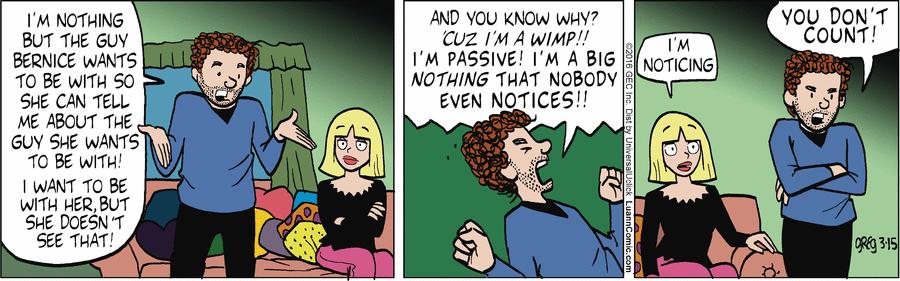 I'M NOTHING
BUT THE GUY
BERNICE WANTS
TO BE WITH SO
SHE CAN TELL
ME ABOUT THE
GUY SHE WANTS
TO BE WITH!
I WANT TO BE
WITH HER, BUT
SHE DOESN'T
SEE THAT!
AND YOU KNOW WHY?
'CUZ I'M A WIMP!!
I'M PASSIVE! I'M A BIG
NOTHING THAT NOBODY
EVEN NOTICES!!
©2016 GEC Inc. Dist by UniversalUclick LuannComic.com
I'M
NOTICING
YOU DON'T
COUNT!
GREG 3-15